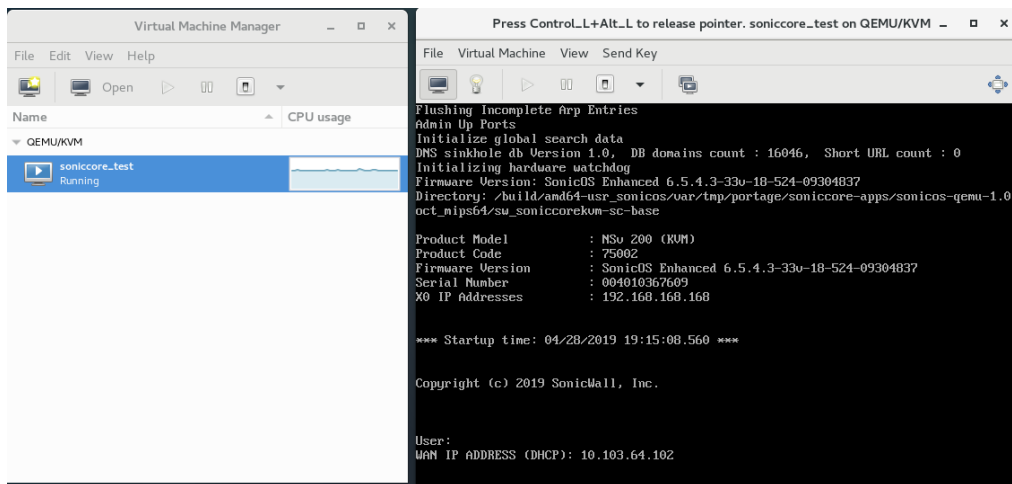 Virtual Machine Manager
File Edit View Help
Open
Name CPU usage
QEMU/KVM
soniccore_test
Running
Press Control_L+Alt_L to release pointer. soniccore_test on QEMU/KVM
File Virtual Machine View Send Key
Flushing Incomplete Arp Entries
Admin Up Ports
Initialize global search data
DNS sinkhole db Version 1.0, DB domains count : 16046, Short URL count : 0
Initializing hardware watchdog
Firmware Version: SonicOS Enhanced 6.5.4.3-33v-18-524-09304837
Directory: /build/amd64-usr_sonicos/var/tmp/portage/soniccore-apps/sonicos-qemu-1.0
oct_mips64/sw_soniccorekvm-sc-base
Product Model : NSv 200 (KVM)
Product Code : 75002
Firmware Version : SonicOS Enhanced 6.5.4.3-33v-18-524-09304837
Serial Number : 004010367609
X0 IP Addresses : 192.168.168.168
*** Startup time: 04/28/2019 19:15:08.560 ***
Copyright (c) 2019 SonicWall, Inc.
User:
WAN IP ADDRESS (DHCP): 10.103.64.102